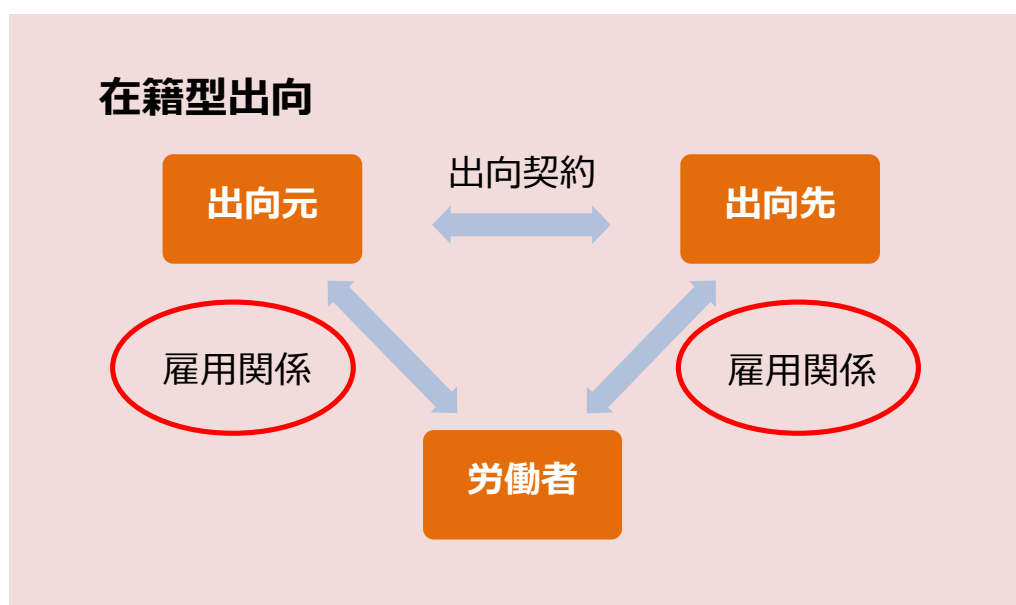 在籍型出向
出向契約
出向元
出向先
雇用関係
雇用関係
労働者